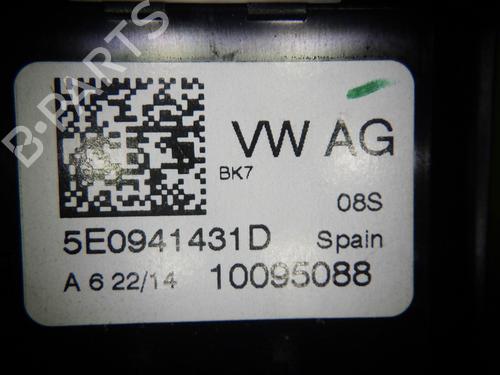 VW AG
BK7
08S
5E0941431D Spain
A 6 22/14 10095088
B-PARTS